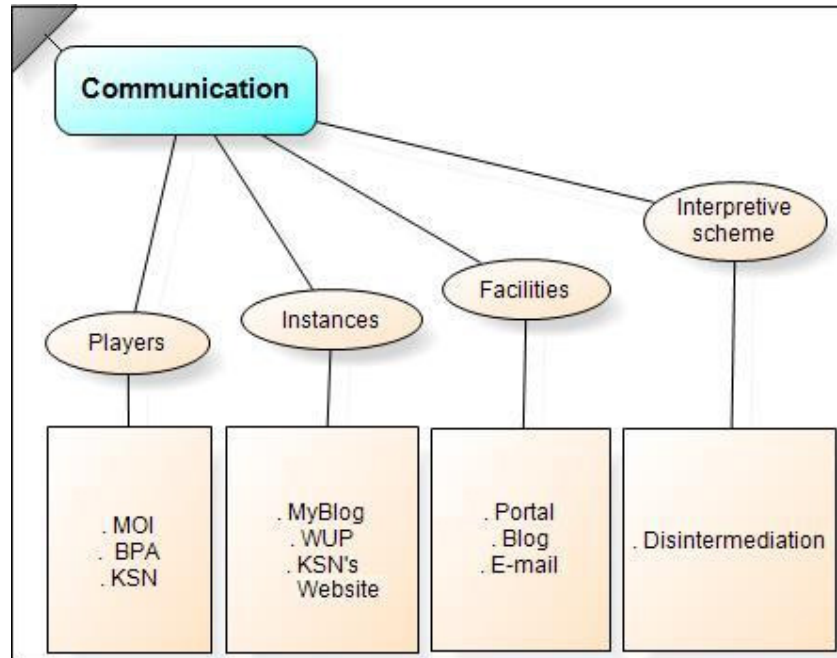 Communication
Interpretive
scheme
Facilities
Instances
Players
. MOI
. BPA
. KSN
. MyBlog
. WUP
. KSN's
Website
. Portal
. Blog
. E-mail
. Disintermediation